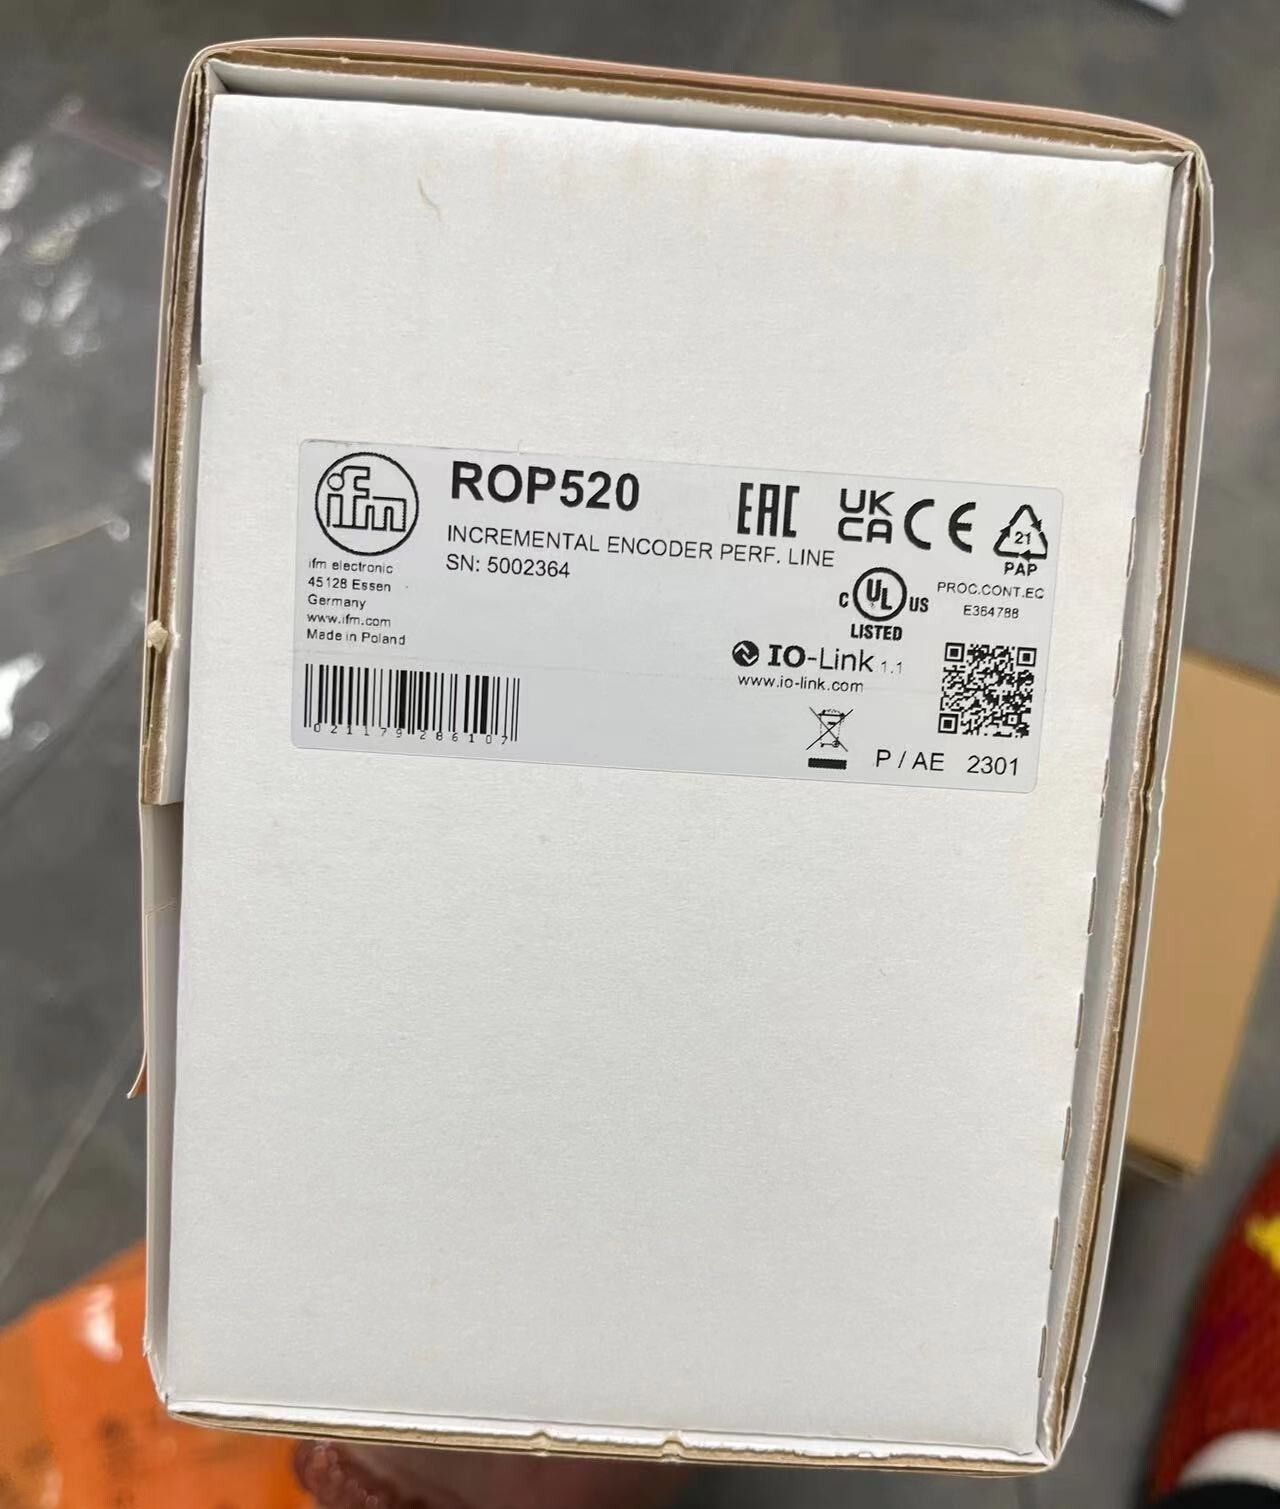 ifm
ROP520
INCREMENTAL ENCODER PERF. LINE
SN: 5002364
ifm electronic
45128 Essen
Germany
www.ifm.com
Made in Poland
021179286107
EAC
UK
CA
CE
21
PAP
C UL US
LISTED
PROC.CONT.EQ
E364788
IO-Link 1.1
www.io-link.com
P / AE 2301